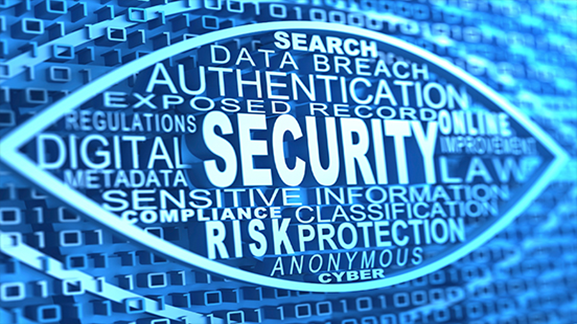 SEARCH
DATA BREACH
AUTHENTICATION
EXPOSED RECORD
REGULATIONS
SECURITY
ONLINE
DIGITAL
IMPROVEMENT
METADATA
LAW
SENSITIVE INFORMATION
COMPLIANCE CLASSIFICATION
RISK PROTECTION
ANONYMOUS
CYBER